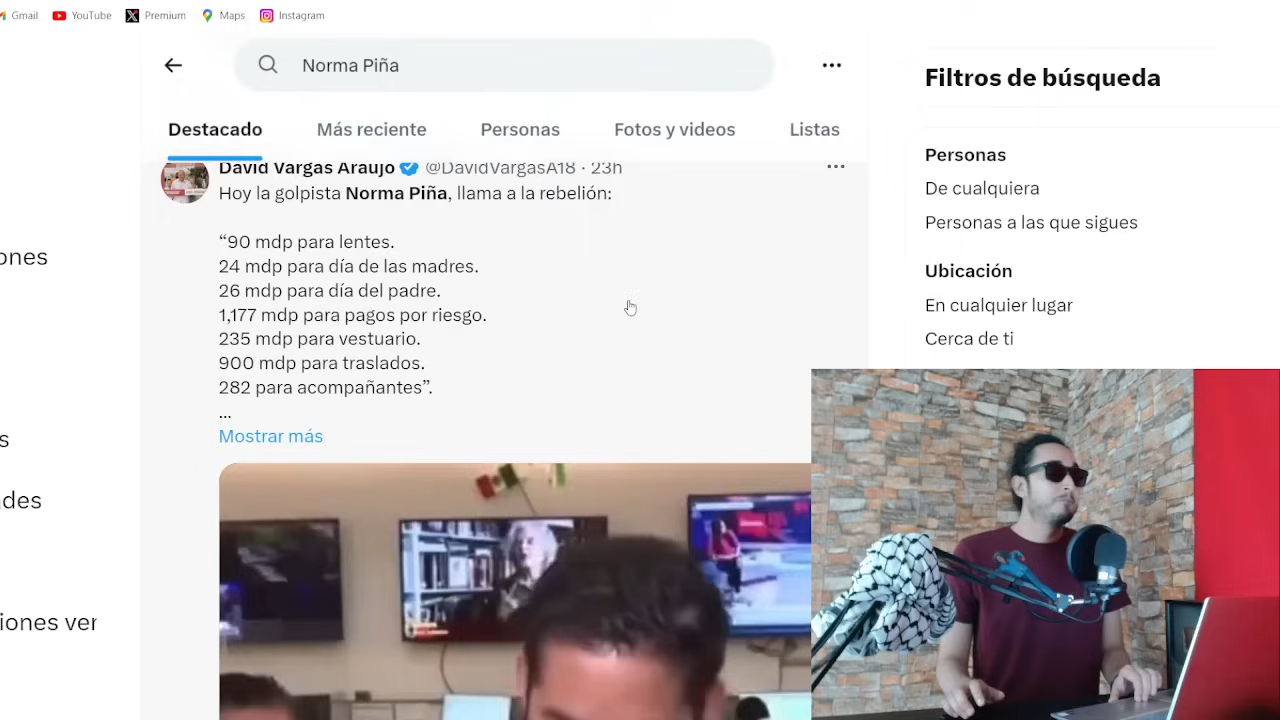 Gmail YouTube Premium Maps Instagram
Norma Piña
Filtros de búsqueda
Destacado Más reciente Personas Fotos y videos Listas
Personas
De cualquiera
Personas a las que sigues
Ubicación
En cualquier lugar
Cerca de ti
David Vargas Araujo @DavidVargasA18 · 23h
Hoy la golpista Norma Piña, llama a la rebelión:
“90 mdp para lentes.
24 mdp para día de las madres.
26 mdp para día del padre.
1,177 mdp para pagos por riesgo.
235 mdp para vestuario.
900 mdp para traslados.
282 para acompañantes”.
...
Mostrar más
ones
s
des
iones ver